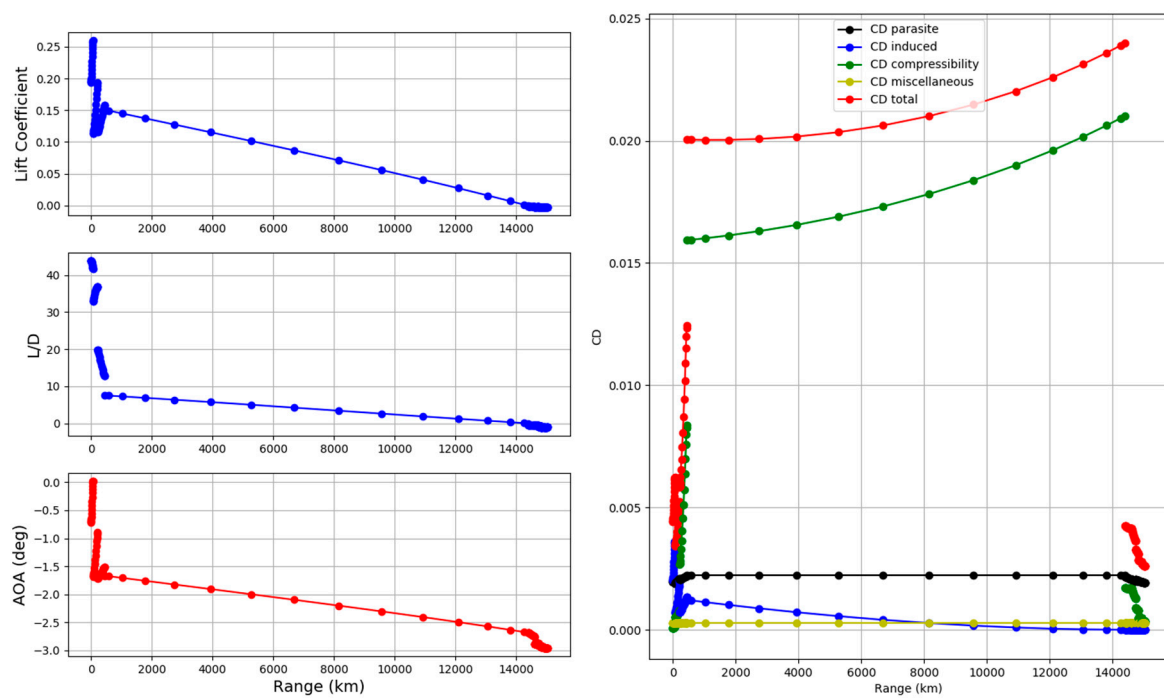 Lift Coefficient
0.25
0.20
0.15
0.10
0.05
0.00
0 2000 4000 6000 8000 10000 12000 14000
L/D
40
30
20
10
0
0 2000 4000 6000 8000 10000 12000 14000
AOA (deg)
0.0
−0.5
−1.0
−1.5
−2.0
−2.5
−3.0
0 2000 4000 6000 8000 10000 12000 14000
Range (km)
CD parasite
CD induced
CD compressibility
CD miscellaneous
CD total
CD
0.025
0.020
0.015
0.010
0.005
0.000
0 2000 4000 6000 8000 10000 12000 14000
Range (km)